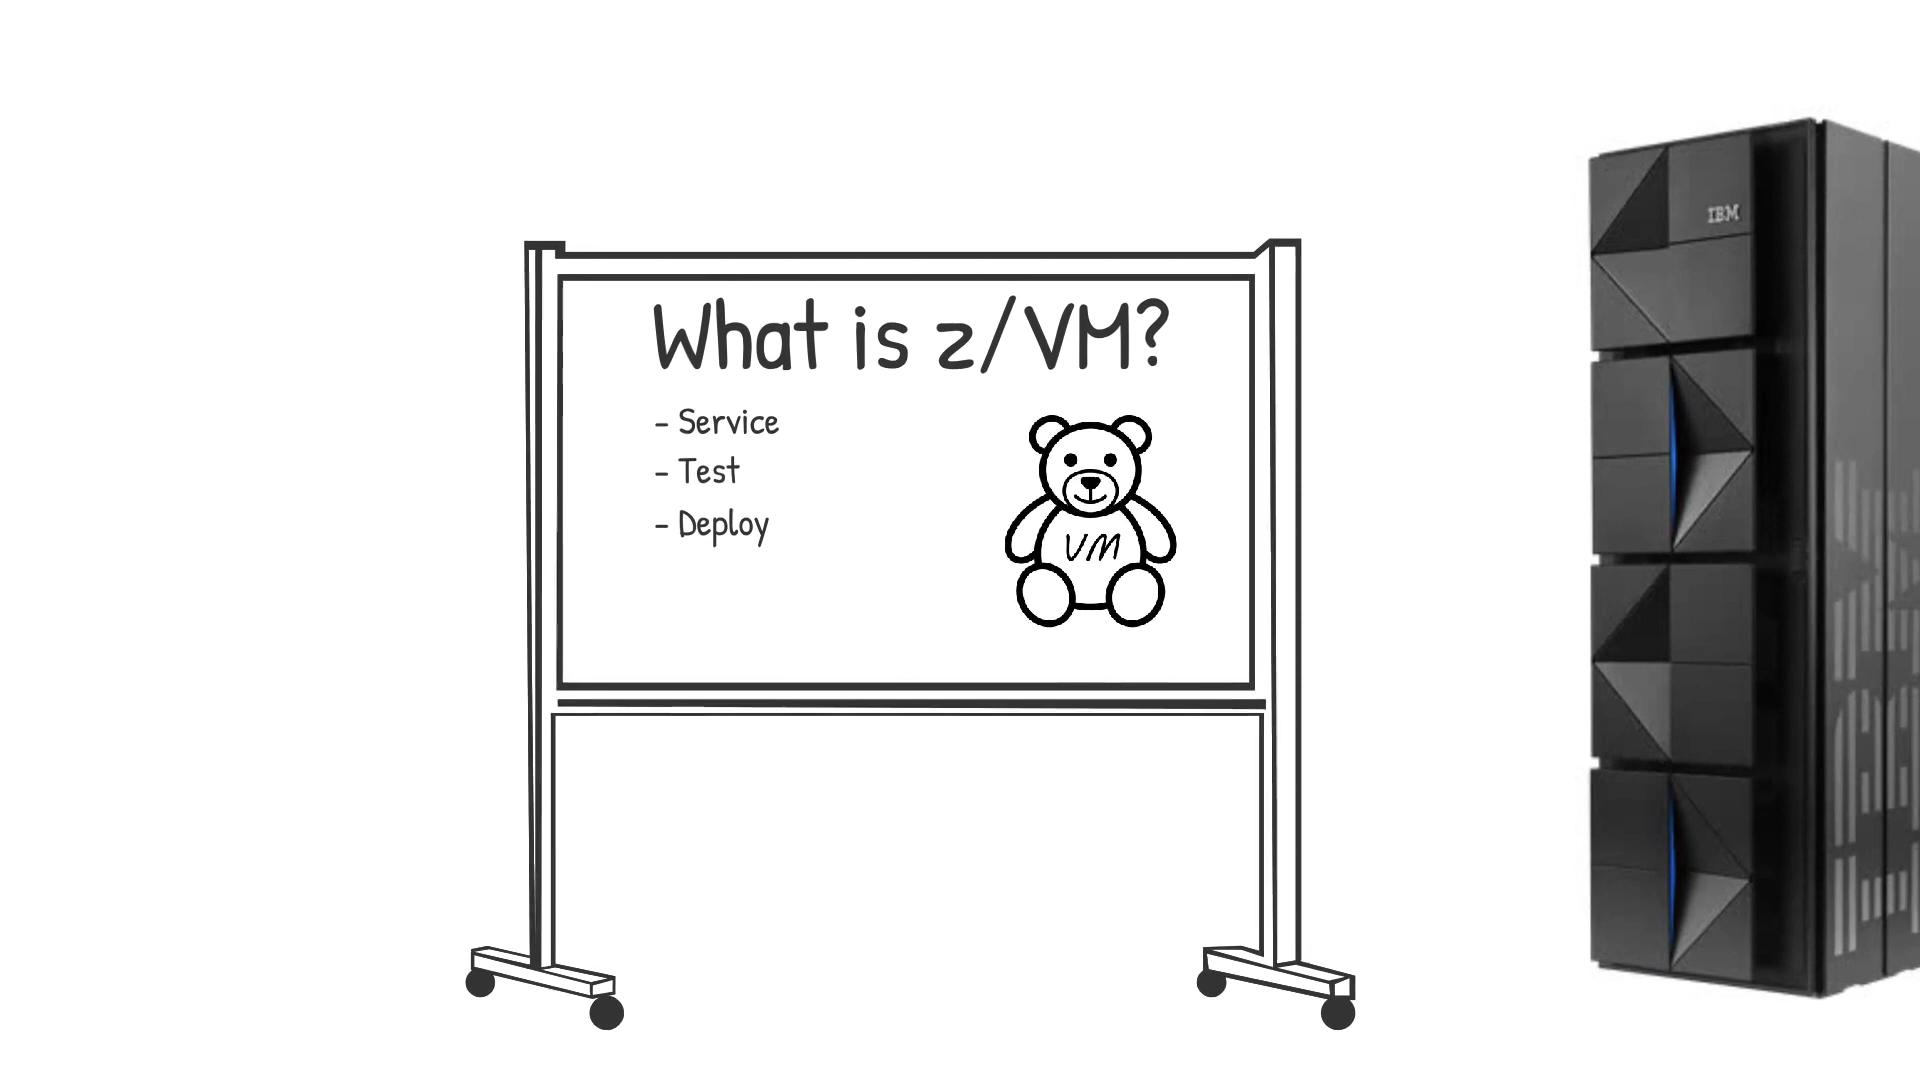 What is z/VM?
- Service
- Test
- Deploy
VM
IBM